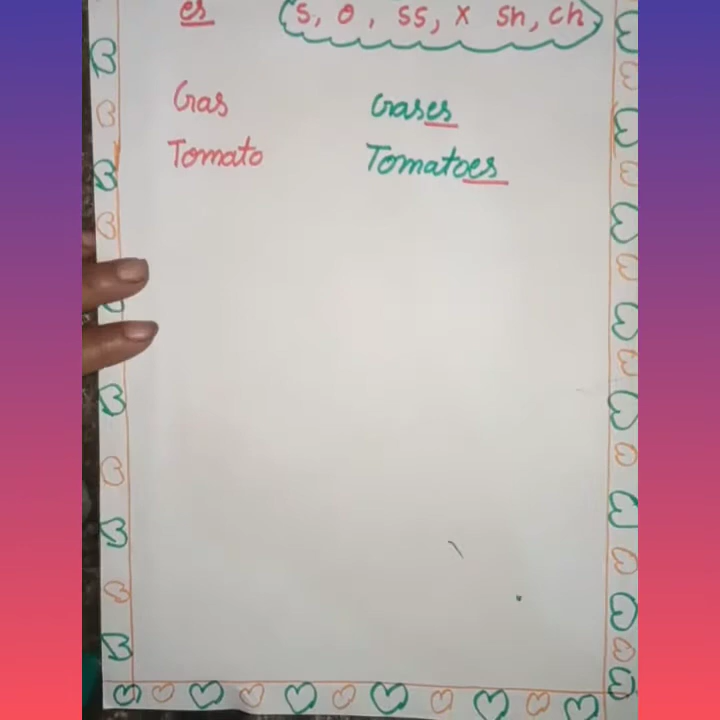 es (s, o, ss, x sh, ch)
Gas Gases
Tomato Tomatoes